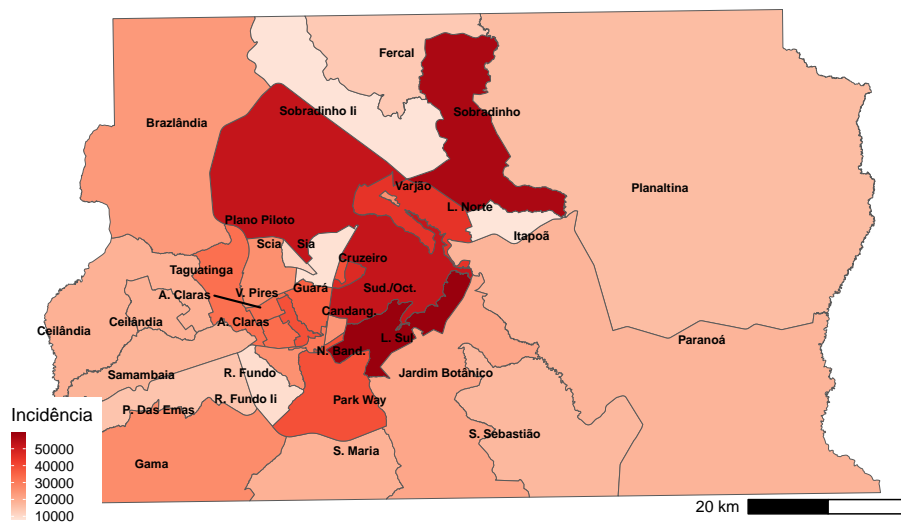 Fercal
Sobradinho Ii
Sobradinho
Brazlândia
Varjão
Planaltina
L. Norte
Plano Piloto
Itapoã
Scia
Sia
Cruzeiro
Taguatinga
V. Pires
Guará
Sud./Oct.
A. Claras
Candang.
Ceilândia
Ceilândia
A. Claras
L. Sul
Paranoá
N. Band.
Samambaia
R. Fundo
Jardim Botânico
R. Fundo Ii
Park Way
P. Das Emas
S. Sebastião
Gama
S. Maria
Incidência
50000
40000
30000
20000
10000
20 km